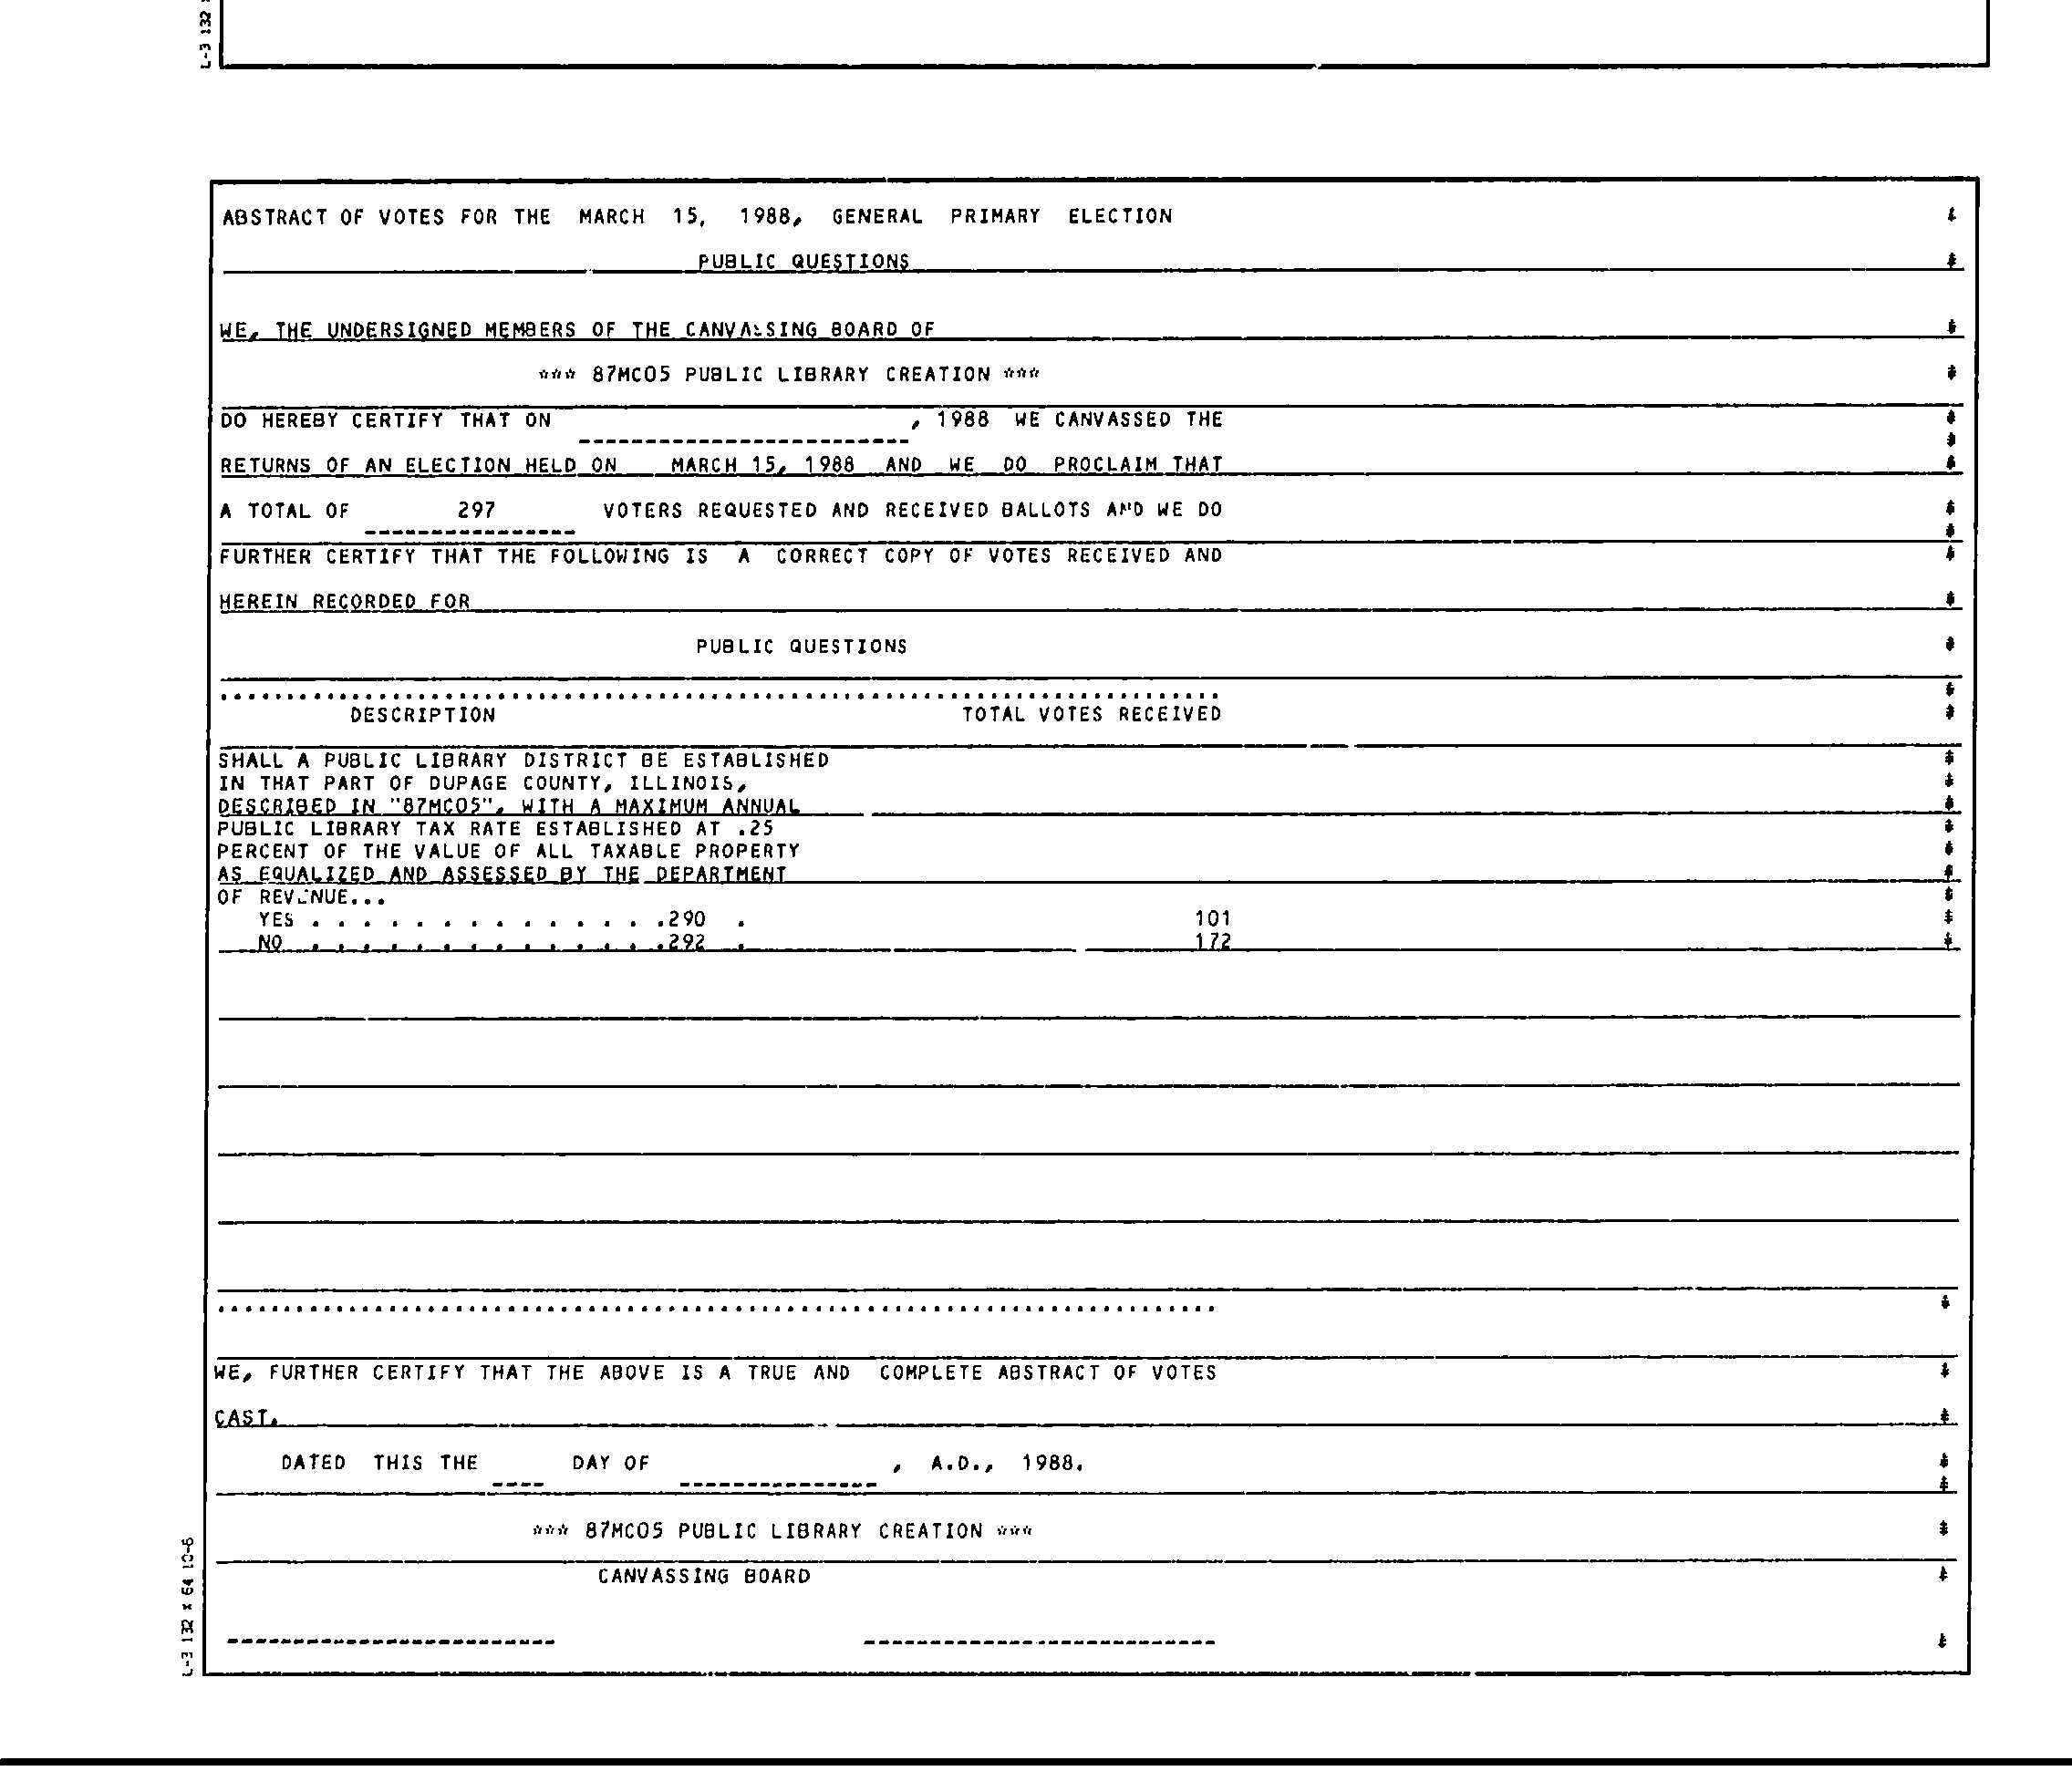 L-3 132
ABSTRACT OF VOTES FOR THE MARCH 15, 1988, GENERAL PRIMARY ELECTION
PUBLIC QUESTIONS
WE, THE UNDERSIGNED MEMBERS OF THE CANVASSING BOARD OF
*** 87MC05 PUBLIC LIBRARY CREATION ***
DO HEREBY CERTIFY THAT ON , 1988 WE CANVASSED THE
RETURNS OF AN ELECTION HELD ON MARCH 15, 1988 AND WE DO PROCLAIM THAT
A TOTAL OF 297 VOTERS REQUESTED AND RECEIVED BALLOTS AND WE DO
FURTHER CERTIFY THAT THE FOLLOWING IS A CORRECT COPY OF VOTES RECEIVED AND
HEREIN RECORDED FOR
PUBLIC QUESTIONS
DESCRIPTION TOTAL VOTES RECEIVED
SHALL A PUBLIC LIBRARY DISTRICT BE ESTABLISHED
IN THAT PART OF DUPAGE COUNTY, ILLINOIS,
DESCRIBED IN "87MC05", WITH A MAXIMUM ANNUAL
PUBLIC LIBRARY TAX RATE ESTABLISHED AT .25
PERCENT OF THE VALUE OF ALL TAXABLE PROPERTY
AS EQUALIZED AND ASSESSED BY THE DEPARTMENT
OF REVENUE...
YES . . . . . . . . . . . . . .290 . 101
NO . . . . . . . . . . . . . .292 . 172
WE, FURTHER CERTIFY THAT THE ABOVE IS A TRUE AND COMPLETE ABSTRACT OF VOTES
CAST.
DATED THIS THE ---- DAY OF --------------- , A.D., 1988.
*** 87MC05 PUBLIC LIBRARY CREATION ***
CANVASSING BOARD
L-3 132 x 64 10-6